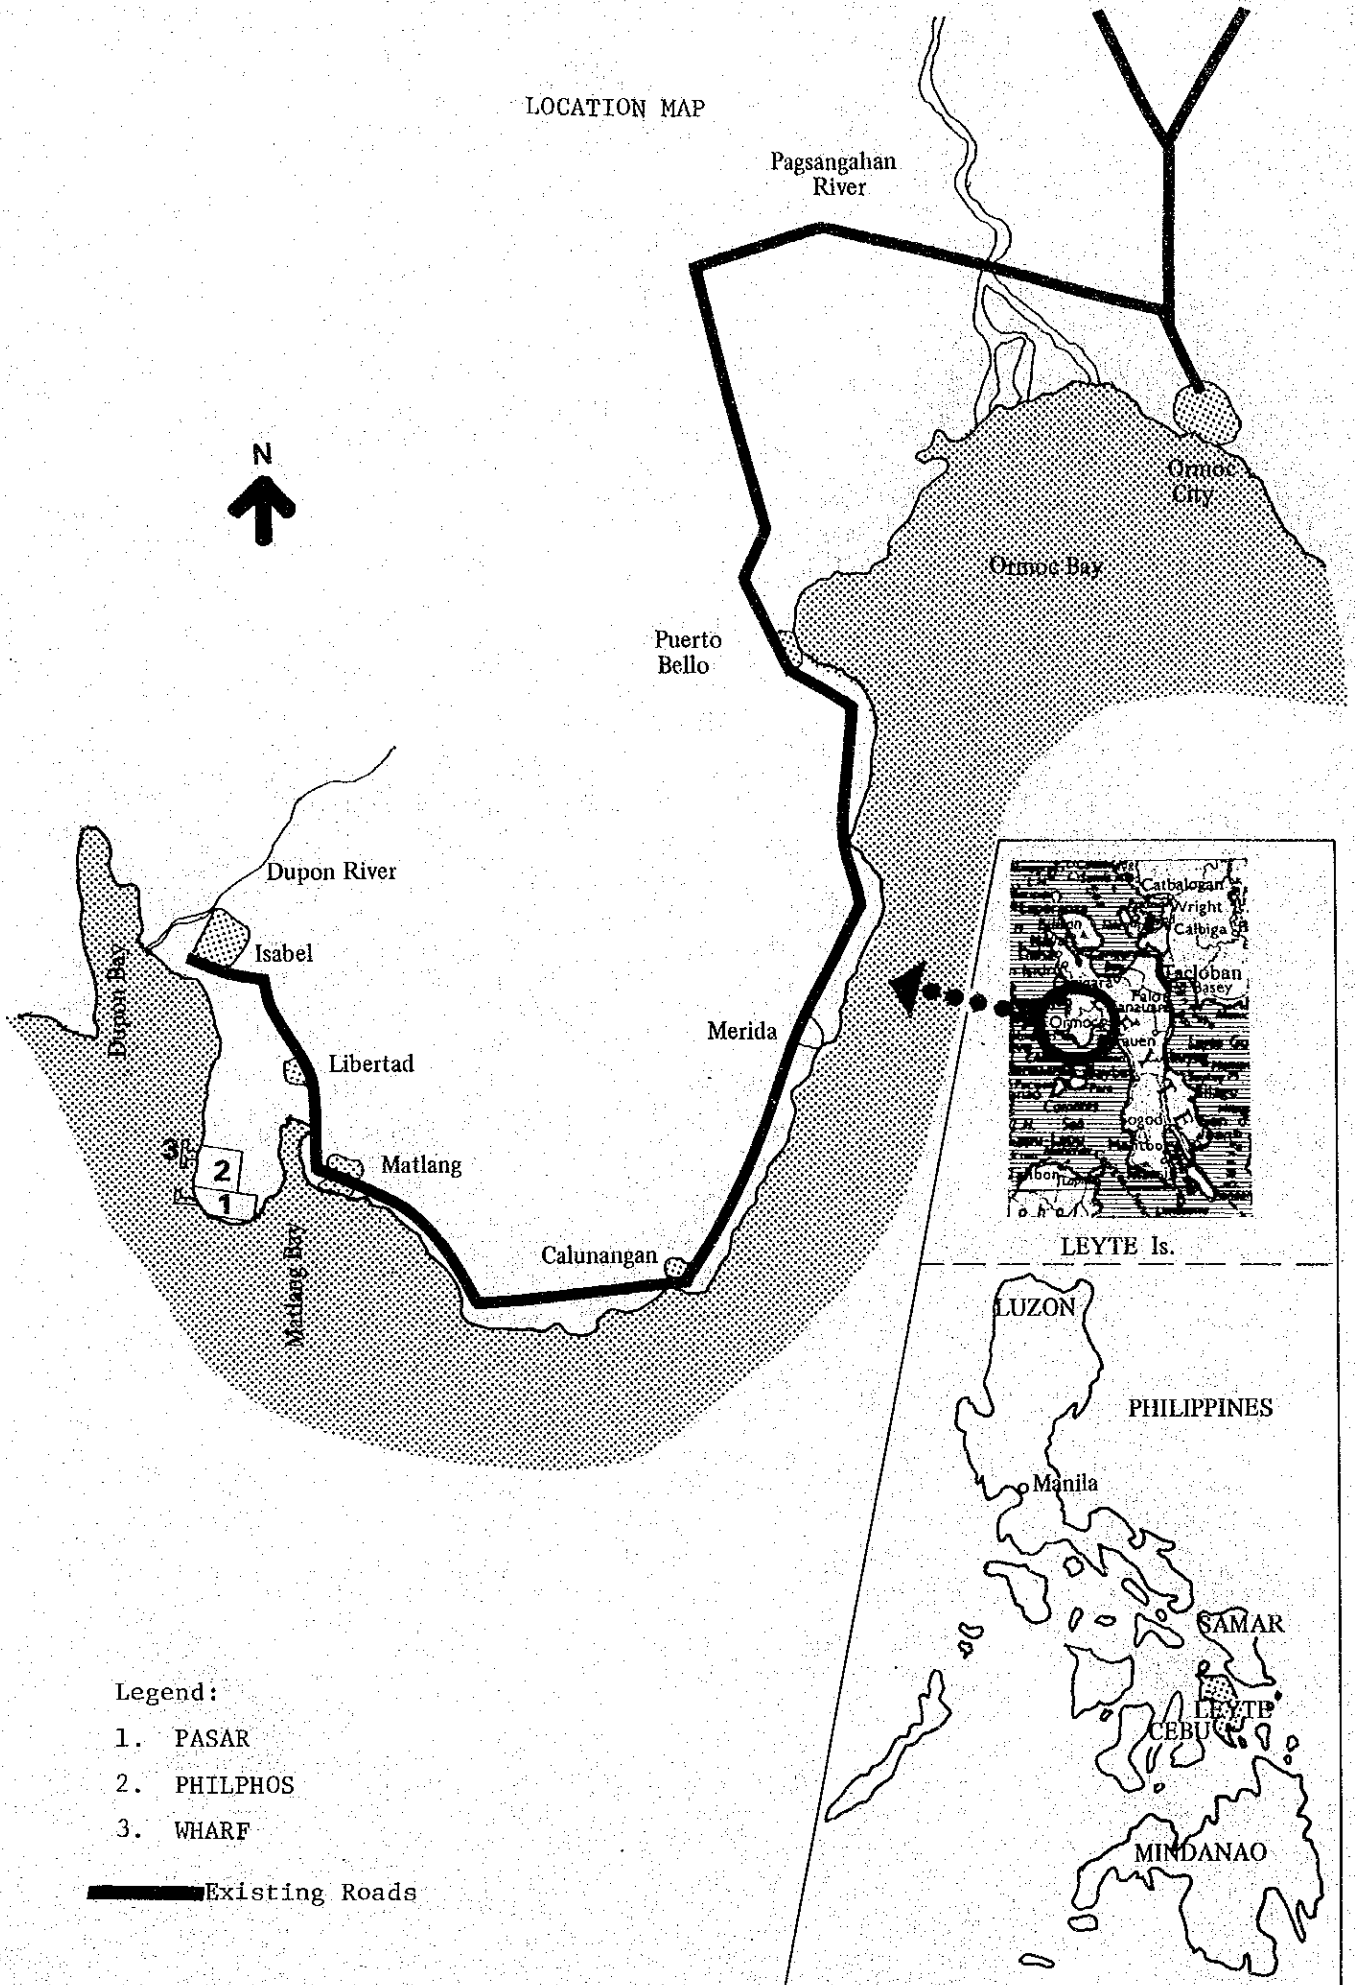 LOCATION MAP
Pagsangahan
River
N
Ormoc
City
Ormoc Bay
Puerto
Bello
Dupon River
Isabel
Dupon Bay
Libertad
Merida
3
2
1
Matlang
Matlang Bay
Calunangan
Catbalogan
Wright
Calbiga
Tacloban
Basey
Palo
Ormoc
LEYTE Is.
LUZON
PHILIPPINES
Manila
SAMAR
LEYTE
CEBU
MINDANAO
Legend:
1. PASAR
2. PHILPHOS
3. WHARF
Existing Roads